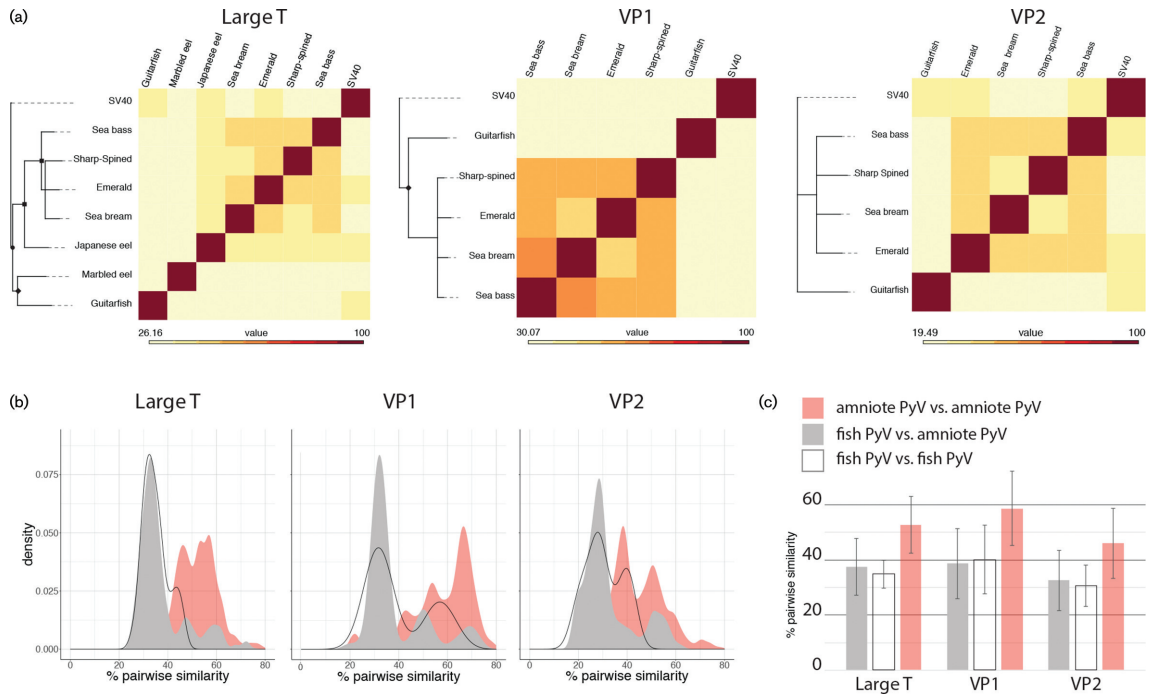 (a)
Large T
Guitarfish
Marbled eel
Japanese eel
Sea bream
Emerald
Sharp-spined
Sea bass
SV40
SV40
Sea bass
Sharp-Spined
Emerald
Sea bream
Japanese eel
Marbled eel
Guitarfish
26.16 value 100
VP1
Sea bass
Sea bream
Emerald
Sharp-spined
Guitarfish
SV40
SV40
Guitarfish
Sharp-spined
Emerald
Sea bream
Sea bass
30.07 value 100
VP2
Guitarfish
Emerald
Sea bream
Sharp-spined
Sea bass
SV40
SV40
Sea bass
Sharp Spined
Sea bream
Emerald
Guitarfish
19.49 value 100
(b)
Large T VP1 VP2
density
0.075
0.050
0.025
0.000
0 20 40 60 80
% pairwise similarity
0 20 40 60 80
% pairwise similarity
0 20 40 60 80
% pairwise similarity
(c)
amniote PyV vs. amniote PyV
fish PyV vs. amniote PyV
fish PyV vs. fish PyV
% pairwise similarity
60
40
20
0
Large T VP1 VP2